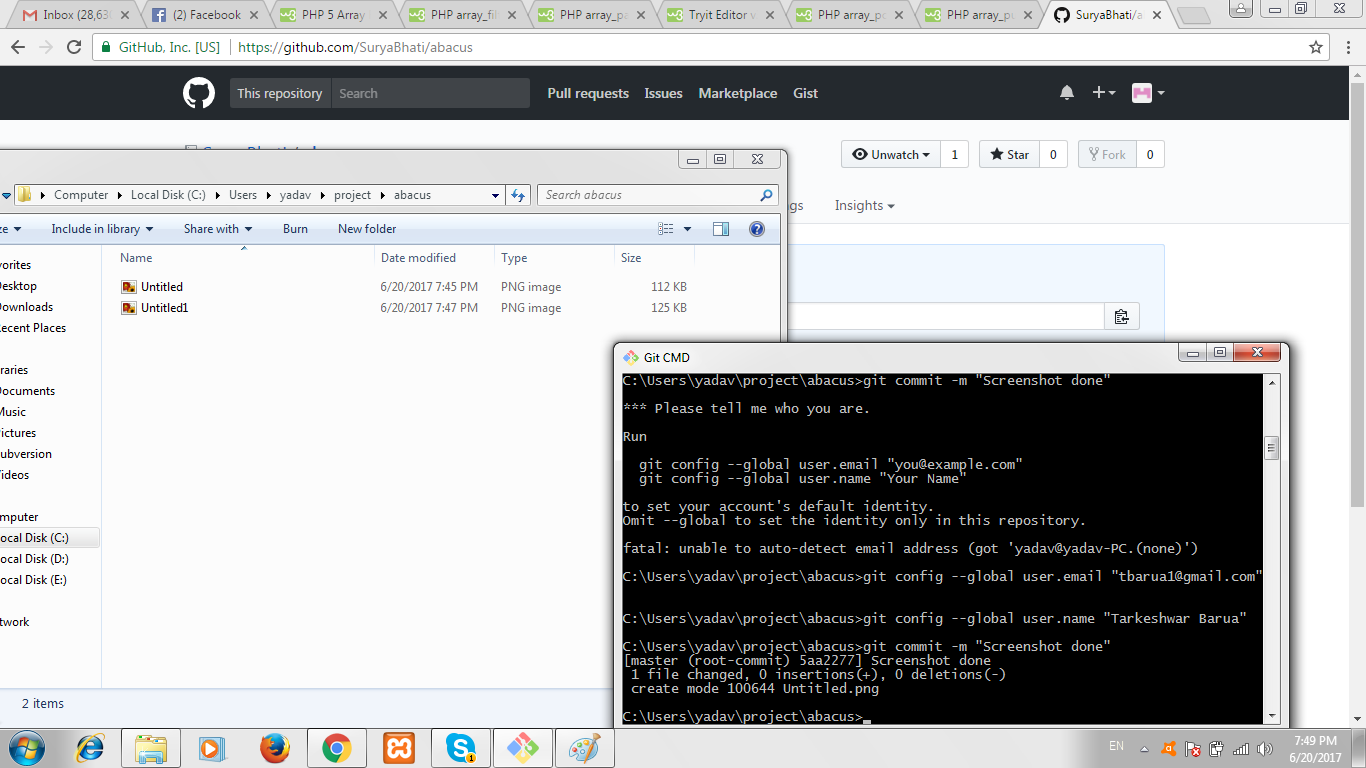 Inbox (28,63
(2) Facebook
PHP 5 Array
PHP array_fil
PHP array_pa
Tryit Editor v
PHP array_po
PHP array_pu
SuryaBhati/a
GitHub, Inc. [US]
https://github.com/SuryaBhati/abacus
This repository
Search
Pull requests
Issues
Marketplace
Gist
Unwatch
1
Star
0
Fork
0
gs
Insights
Computer
Local Disk (C:)
Users
yadav
project
abacus
Search abacus
ze
Include in library
Share with
Burn
New folder
Name
Date modified
Type
Size
Untitled
6/20/2017 7:45 PM
PNG image
112 KB
Untitled1
6/20/2017 7:47 PM
PNG image
125 KB
vorites
Desktop
Downloads
Recent Places
raries
Documents
Music
ictures
ubversion
ideos
mputer
ocal Disk (C:)
ocal Disk (D:)
ocal Disk (E:)
twork
2 items
Git CMD
C:\Users\yadav\project\abacus>git commit -m "Screenshot done"
*** Please tell me who you are.
Run
git config --global user.email "you@example.com"
git config --global user.name "Your Name"
to set your account's default identity.
Omit --global to set the identity only in this repository.
fatal: unable to auto-detect email address (got 'yadav@yadav-PC.(none)')
C:\Users\yadav\project\abacus>git config --global user.email "tbarua1@gmail.com"
C:\Users\yadav\project\abacus>git config --global user.name "Tarkeshwar Barua"
C:\Users\yadav\project\abacus>git commit -m "Screenshot done"
[master (root-commit) 5aa2277] Screenshot done
1 file changed, 0 insertions(+), 0 deletions(-)
create mode 100644 Untitled.png
C:\Users\yadav\project\abacus>
EN
7:49 PM
6/20/2017